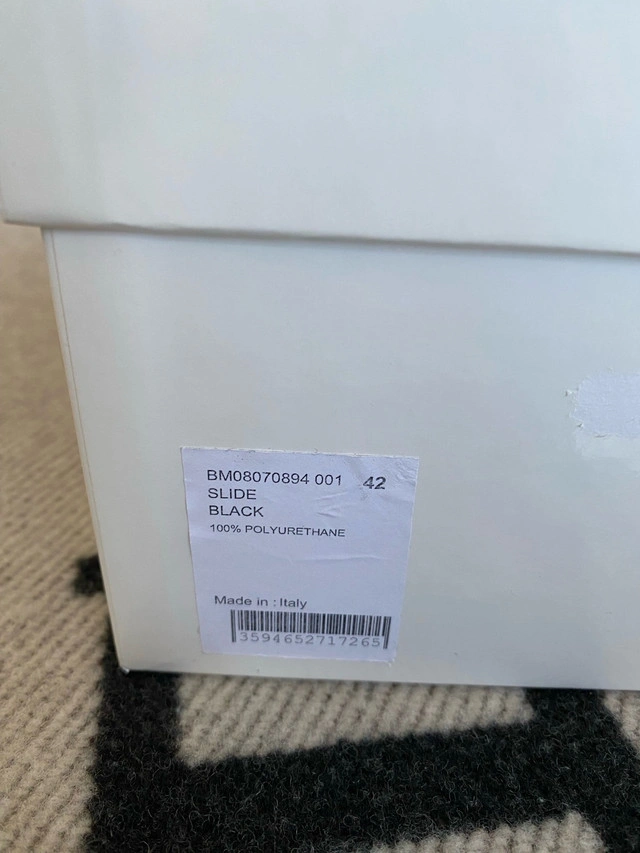 BM08070894 001 42
SLIDE
BLACK
100% POLYURETHANE
Made in : Italy
3594652717265